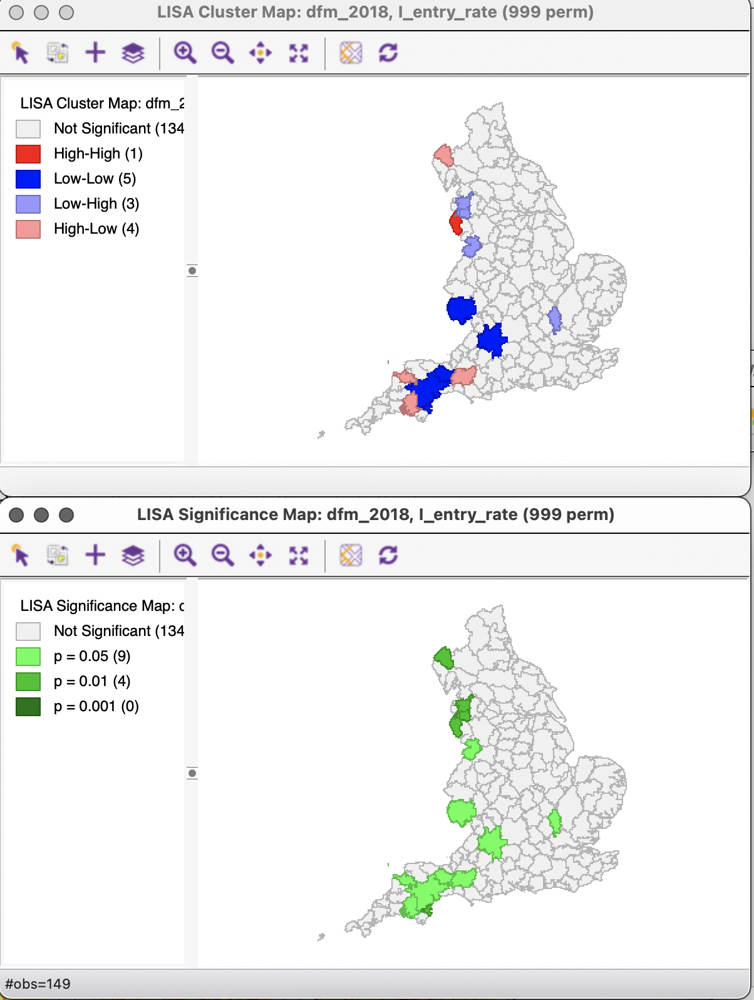 LISA Cluster Map: dfm_2018, I_entry_rate (999 perm)
LISA Cluster Map: dfm_2
Not Significant (134
High-High (1)
Low-Low (5)
Low-High (3)
High-Low (4)
LISA Significance Map: dfm_2018, I_entry_rate (999 perm)
LISA Significance Map: d
Not Significant (134
p = 0.05 (9)
p = 0.01 (4)
p = 0.001 (0)
#obs=149